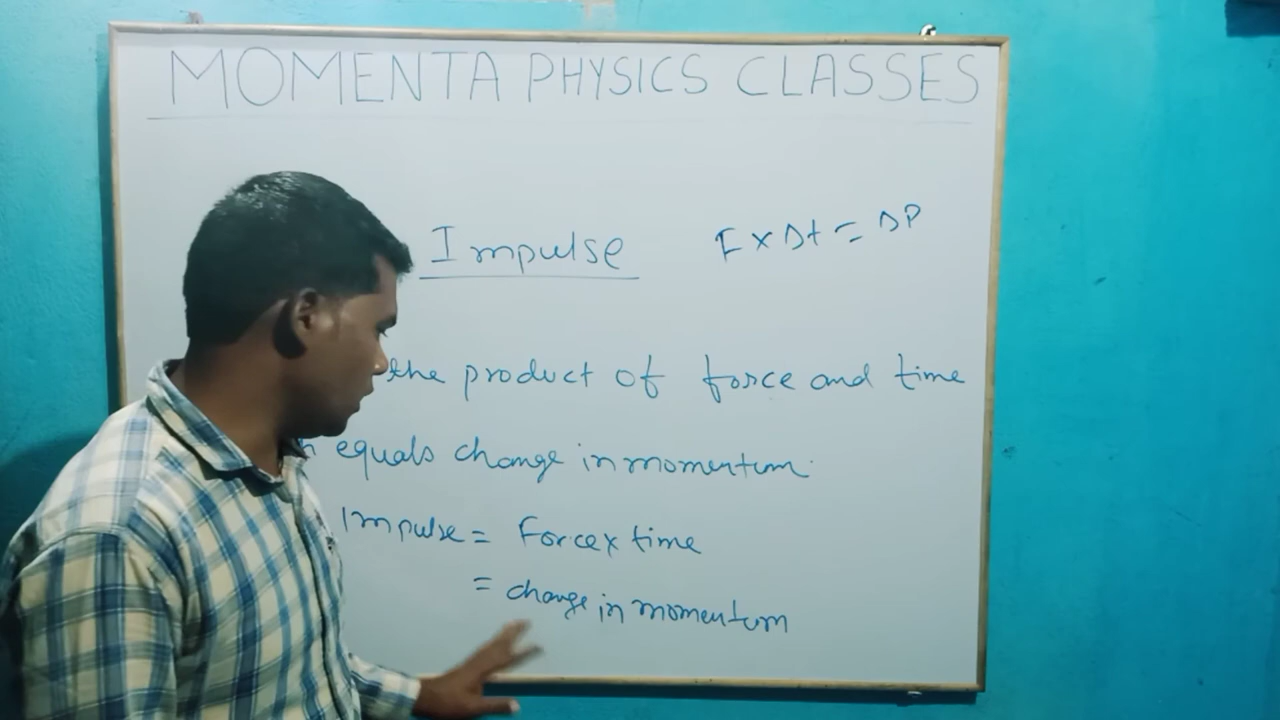 MOMENTA PHYSICS CLASSES
Impulse F x Δt = ΔP
the product of force and time
equals change in momentum.
Impulse = Force x time
= change in momentum